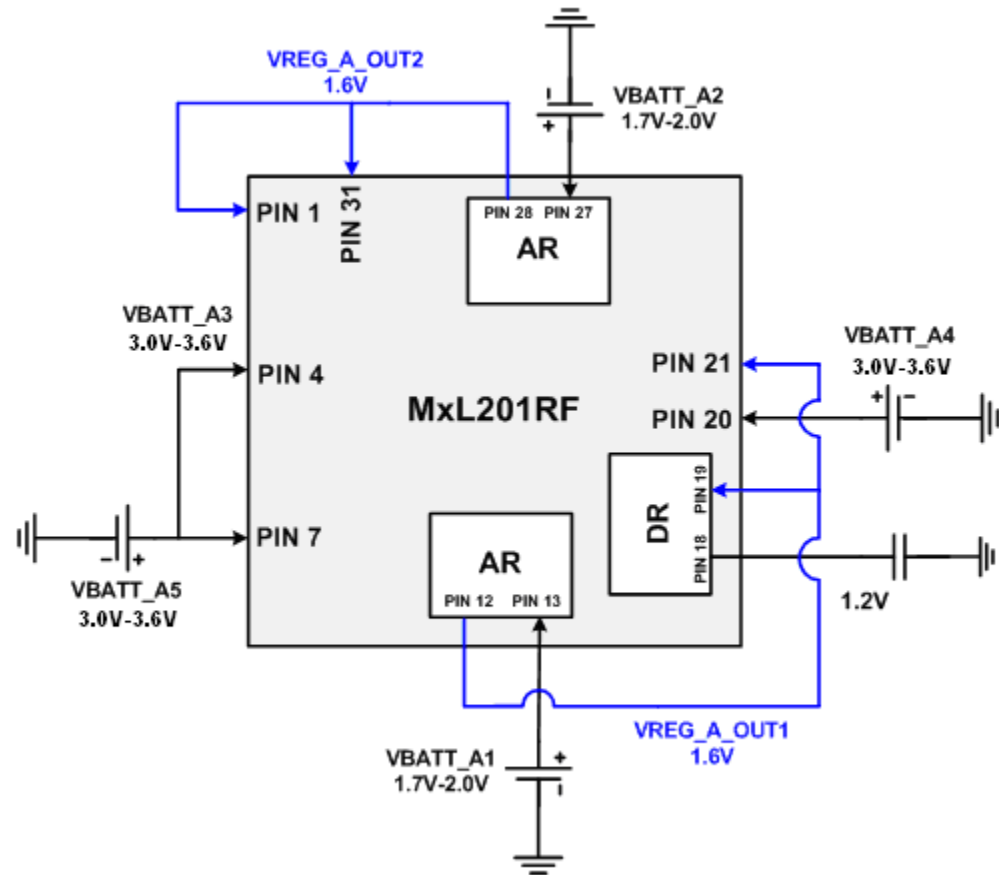 VREG_A_OUT2
1.6V
VBATT_A2
1.7V-2.0V
PIN 1
PIN 31
PIN 28
PIN 27
AR
VBATT_A3
3.0V-3.6V
PIN 4
MxL201RF
PIN 21
PIN 20
VBATT_A4
3.0V-3.6V
PIN 7
VBATT_A5
3.0V-3.6V
AR
PIN 12
PIN 13
DR
PIN 19
PIN 18
1.2V
VREG_A_OUT1
1.6V
VBATT_A1
1.7V-2.0V